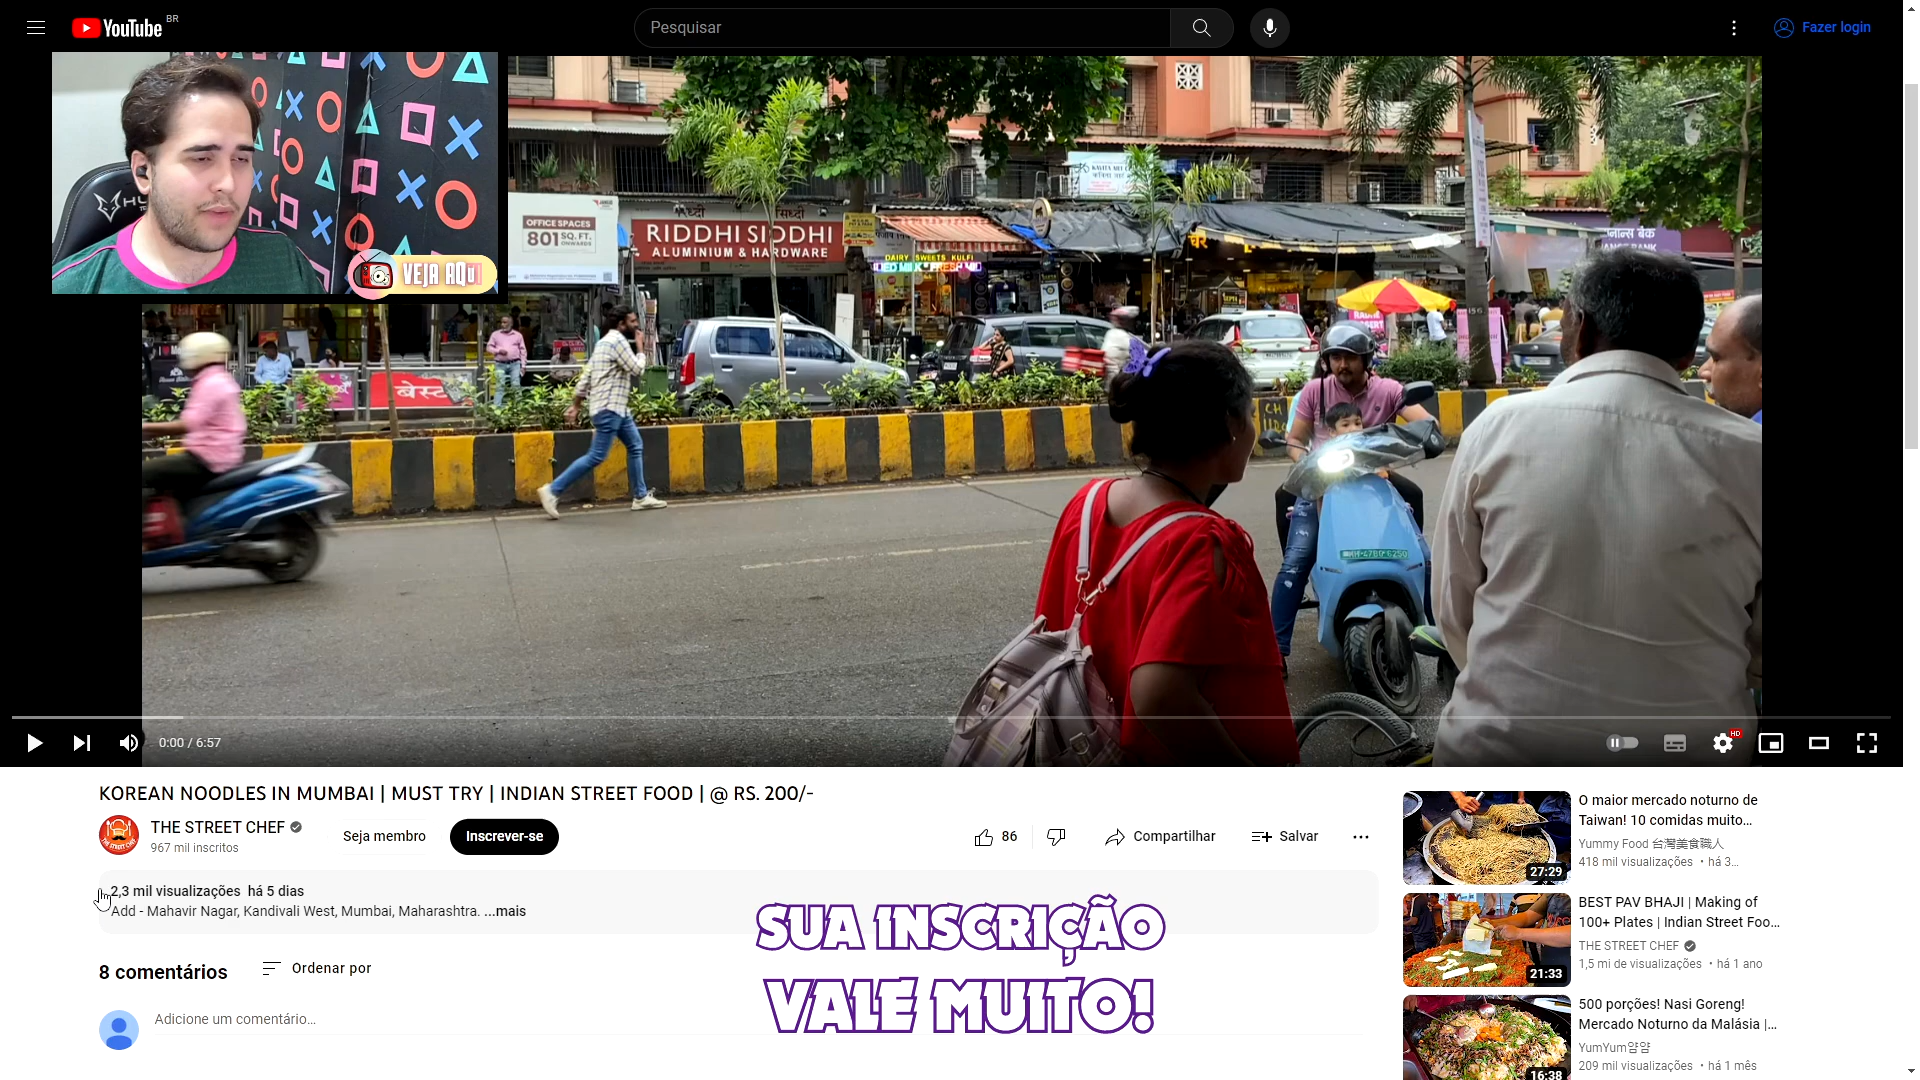 YouTube BR
Pesquisar
Fazer login
VEJA AQUI
OFFICE SPACES
801 SQ. FT.
ONWARDS
RIDDHI SIDDHI
ALUMINIUM & HARDWARE
DAIRY SWEETS KULFI
बेस्ट
0:00 / 6:57
HD
KOREAN NOODLES IN MUMBAI | MUST TRY | INDIAN STREET FOOD | @ RS. 200/-
THE STREET CHEF
967 mil inscritos
Seja membro
Inscrever-se
86
Compartilhar
Salvar
2,3 mil visualizações há 5 dias
Add - Mahavir Nagar, Kandivali West, Mumbai, Maharashtra. ...mais
SUA INSCRIÇÃO
VALE MUITO!
8 comentários
Ordenar por
Adicione um comentário...
27:29
O maior mercado noturno de
Taiwan! 10 comidas muito...
Yummy Food 台灣美食職人
418 mil visualizações • há 3...
21:33
BEST PAV BHAJI | Making of
100+ Plates | Indian Street Foo...
THE STREET CHEF
1,5 mi de visualizações • há 1 ano
16:38
500 porções! Nasi Goreng!
Mercado Noturno da Malásia |...
YumYum얌얌
209 mil visualizações • há 1 mês